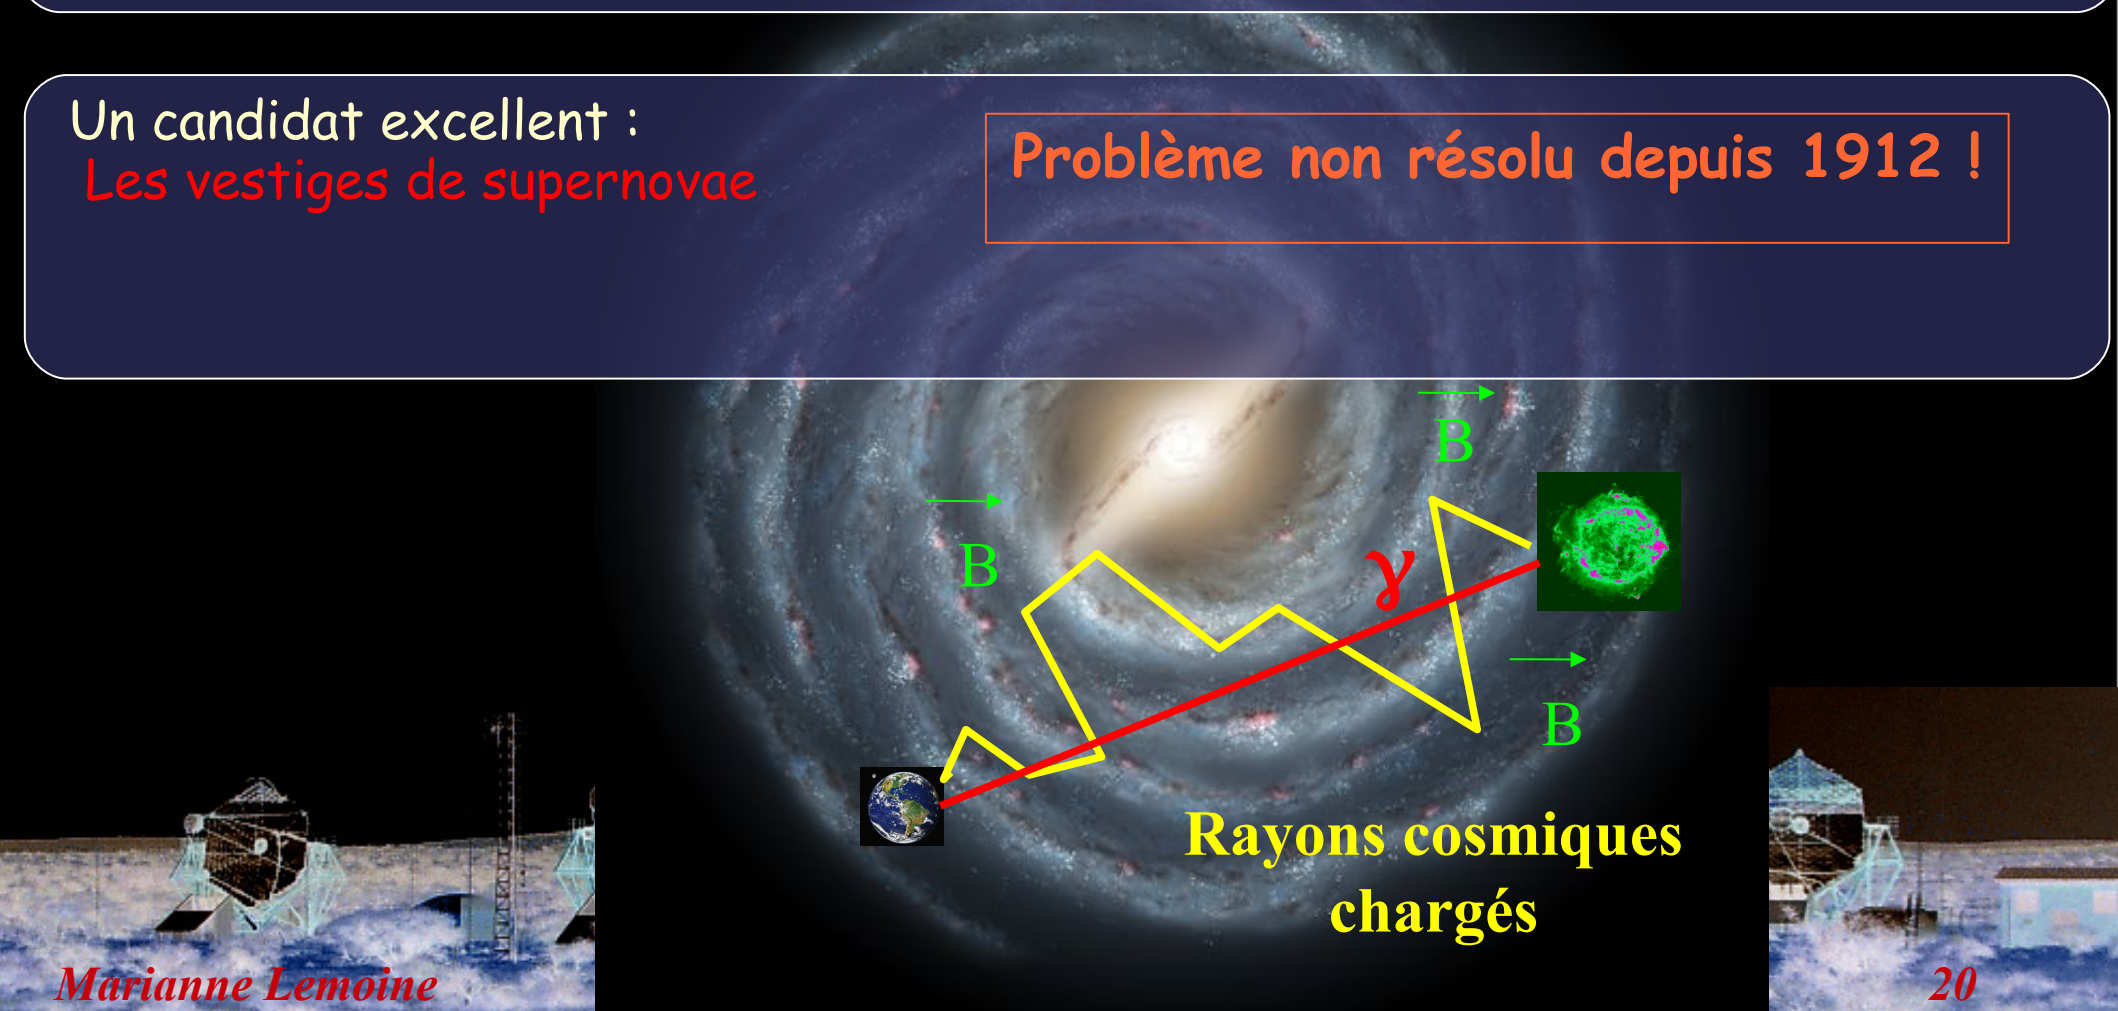 Un candidat excellent :
Les vestiges de supernovae
Problème non résolu depuis 1912 !
B
B
γ
B
Rayons cosmiques
chargés
Marianne Lemoine
20